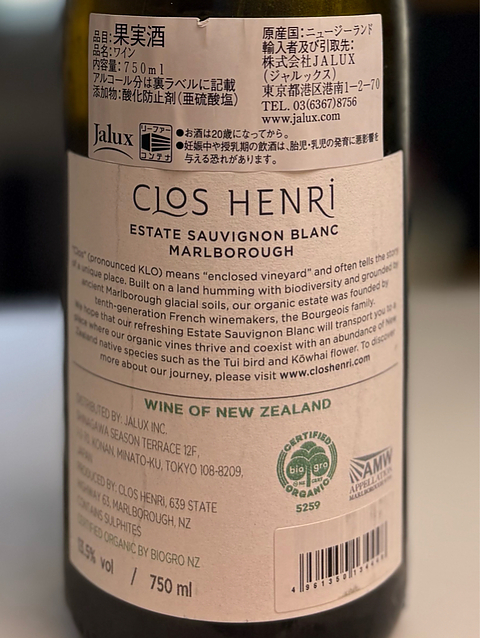 品目:果実酒
品名:ワイン
内容量:750ml
アルコール分は裏ラベルに記載
添加物:酸化防止剤(亜硫酸塩)
原産国:ニュージーランド
輸入者及び引取先:
株式会社JALUX
(ジャルックス)
東京都港区港南1-2-70
TEL. 03(6367)8756
www.jalux.com
Jalux
リーファー
コンテナ
●お酒は20歳になってから。
●妊娠中や授乳期の飲酒は、胎児・乳児の発育に悪影響を
与える恐れがあります。
CLOS HENRi
ESTATE SAUVIGNON BLANC
MARLBOROUGH
"Clos" (pronounced KLO) means "enclosed vineyard" and often tells the story
of a unique place. Built on a land humming with biodiversity and grounded by
ancient Marlborough glacial soils, our organic estate was founded by
tenth-generation French winemakers, the Bourgeois family.
We hope that our refreshing Estate Sauvignon Blanc will transport you to a
place where our organic vines thrive and coexist with an abundance of New
Zealand native species such as the Tui bird and Kōwhai flower. To discover
more about our journey, please visit www.closhenri.com
WINE OF NEW ZEALAND
DISTRIBUTED BY: JALUX INC.
SHINAGAWA SEASON TERRACE 12F,
KONAN, MINATO-KU, TOKYO 108-8209,
JAPAN
PRODUCED BY: CLOS HENRI, 639 STATE
HIGHWAY 63, MARLBOROUGH, NZ
CONTAINS SULPHITES
CERTIFIED ORGANIC BY BIOGRO NZ
13.5% vol / 750 ml
CERTIFIED
bio gro
ORGANIC
5259
AMW
APPELLATION
MARLBOROUGH